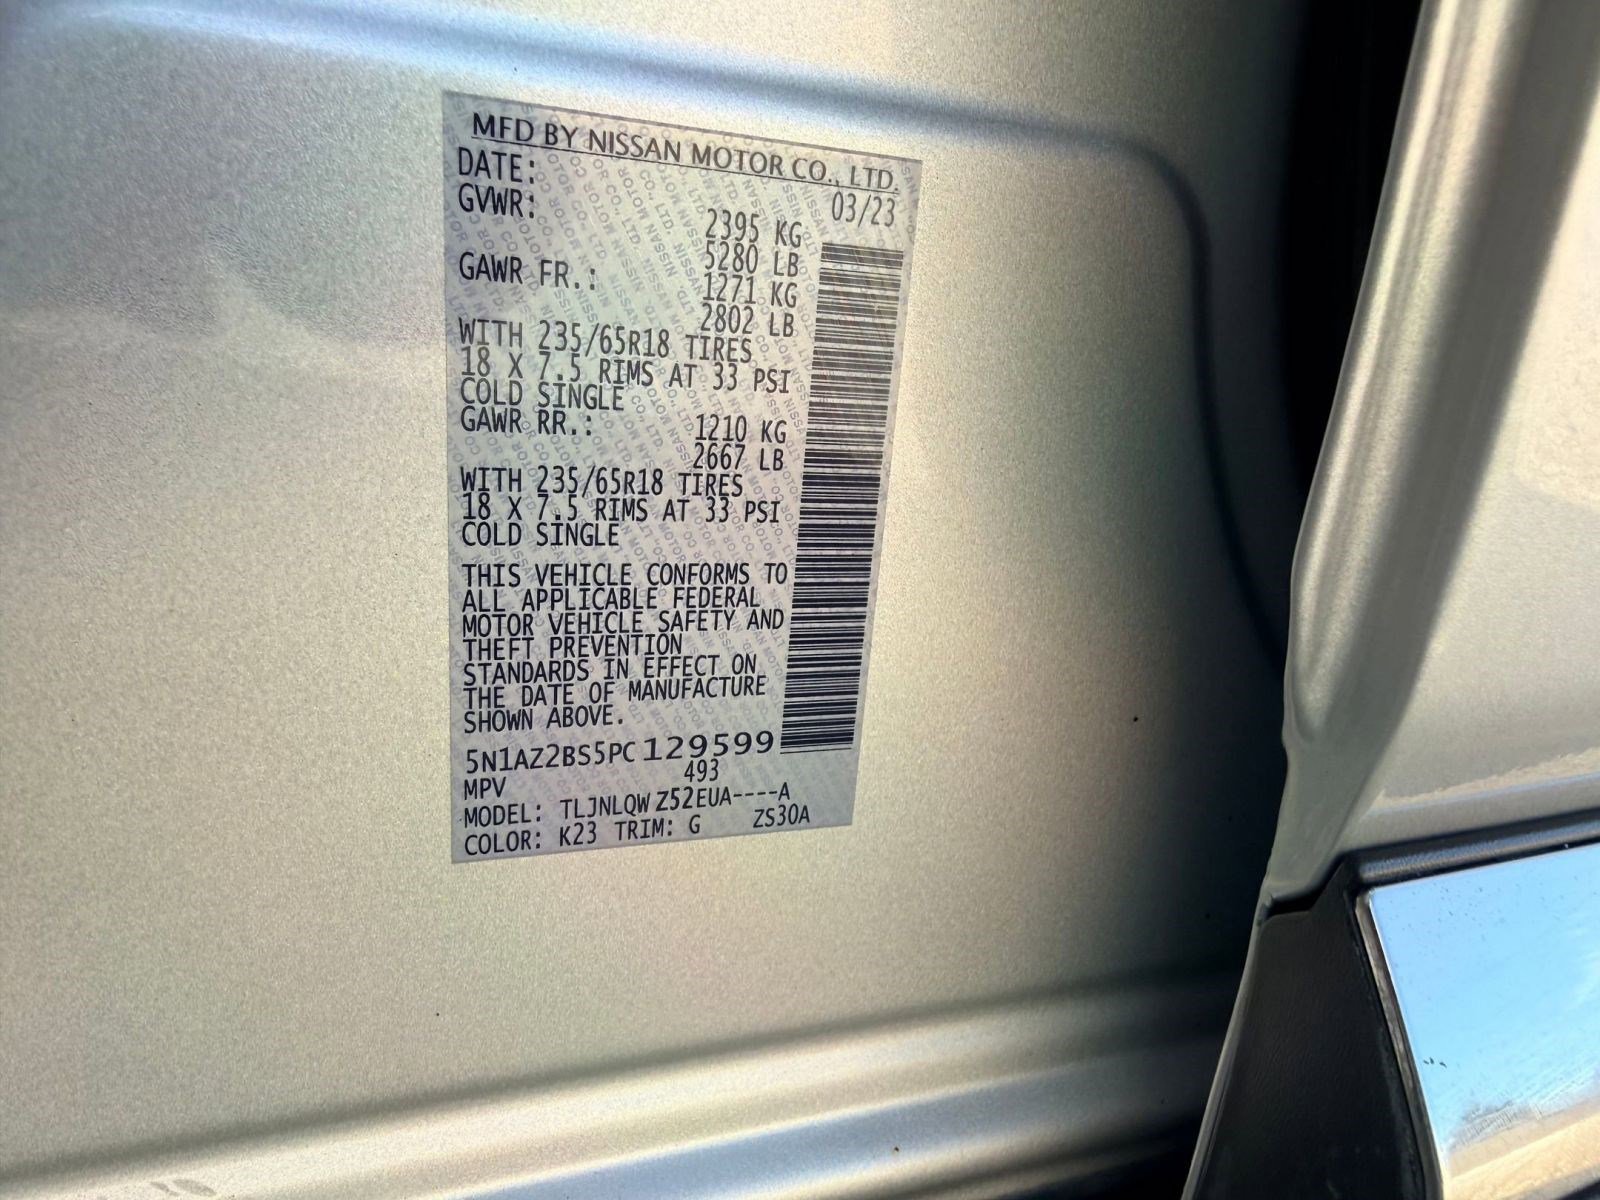 MFD BY NISSAN MOTOR CO., LTD.
DATE: 03/23
GVWR: 2395 KG
5280 LB
GAWR FR.: 1271 KG
2802 LB
WITH 235/65R18 TIRES
18 X 7.5 RIMS AT 33 PSI
COLD SINGLE
GAWR RR.: 1210 KG
2667 LB
WITH 235/65R18 TIRES
18 X 7.5 RIMS AT 33 PSI
COLD SINGLE
THIS VEHICLE CONFORMS TO
ALL APPLICABLE FEDERAL
MOTOR VEHICLE SAFETY AND
THEFT PREVENTION
STANDARDS IN EFFECT ON
THE DATE OF MANUFACTURE
SHOWN ABOVE.
5N1AZ2BS5PC129599
MPV 493
MODEL: TLJNLQW Z52EUA----A
COLOR: K23 TRIM: G ZS30A